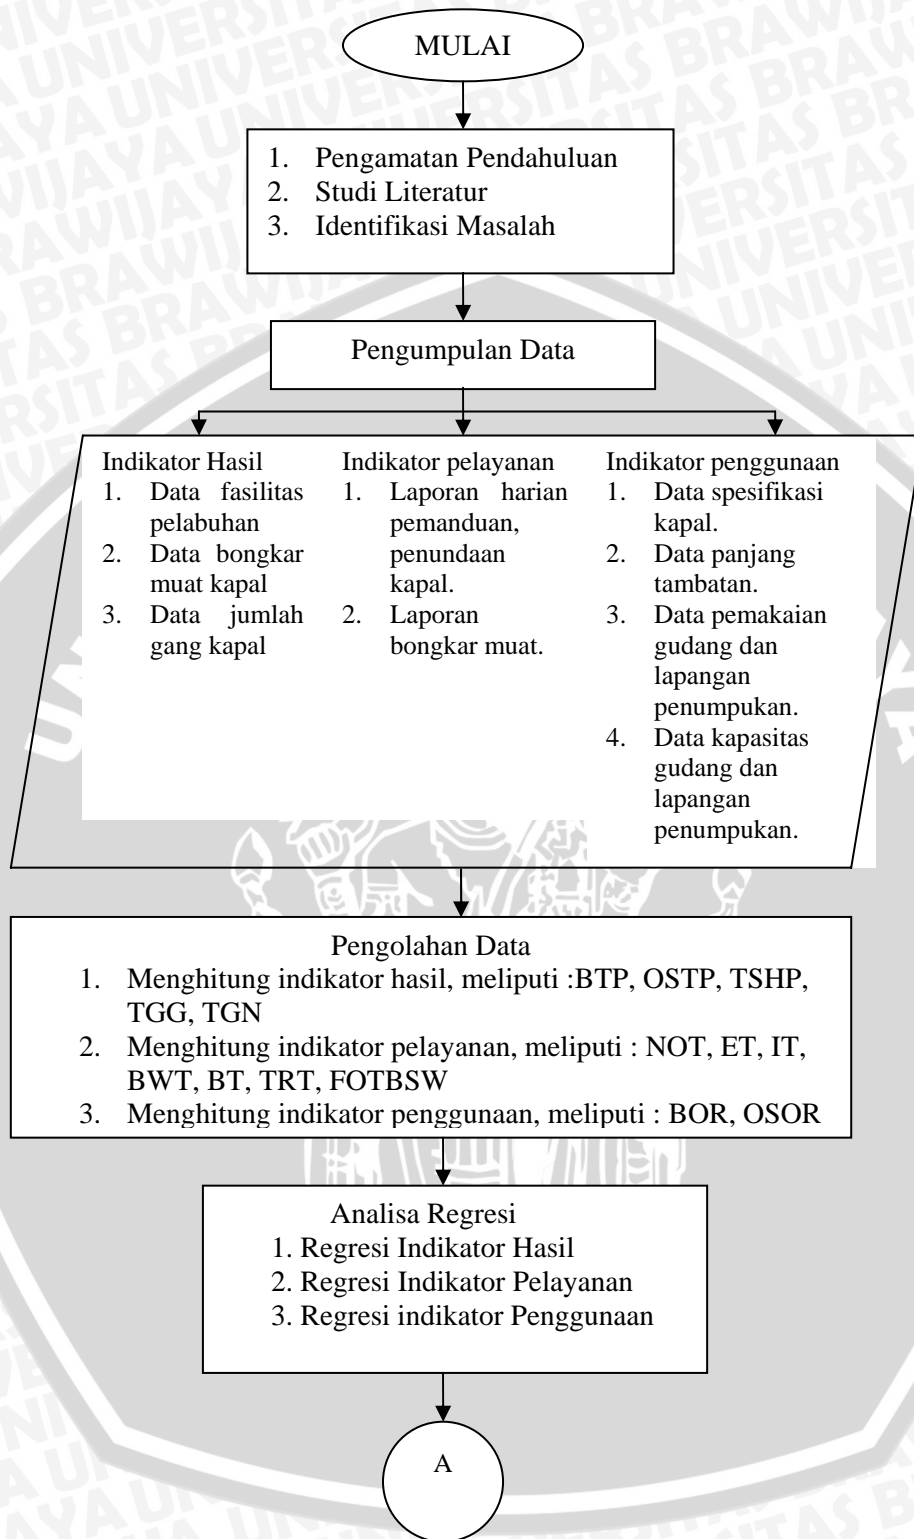 MULAI
1. Pengamatan Pendahuluan
2. Studi Literatur
3. Identifikasi Masalah
Pengumpulan Data
Indikator Hasil
1. Data fasilitas
pelabuhan
2. Data bongkar
muat kapal
3. Data jumlah
gang kapal
Indikator pelayanan
1. Laporan harian
pemanduan,
penundaan
kapal.
2. Laporan
bongkar muat.
Indikator penggunaan
1. Data spesifikasi
kapal.
2. Data panjang
tambatan.
3. Data pemakaian
gudang dan
lapangan
penumpukan.
4. Data kapasitas
gudang dan
lapangan
penumpukan.
Pengolahan Data
1. Menghitung indikator hasil, meliputi :BTP, OSTP, TSHP,
TGG, TGN
2. Menghitung indikator pelayanan, meliputi : NOT, ET, IT,
BWT, BT, TRT, FOTBSW
3. Menghitung indikator penggunaan, meliputi : BOR, OSOR
Analisa Regresi
1. Regresi Indikator Hasil
2. Regresi Indikator Pelayanan
3. Regresi indikator Penggunaan
A